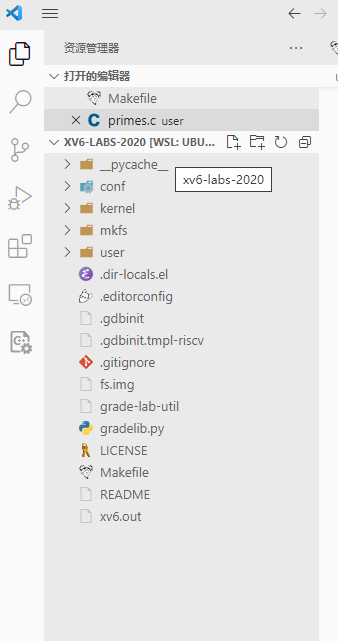 资源管理器
打开的编辑器
Makefile
primes.c user
XV6-LABS-2020 [WSL: UBU...
__pycache__
conf
xv6-labs-2020
kernel
mkfs
user
.dir-locals.el
.editorconfig
.gdbinit
.gdbinit.tmpl-riscv
.gitignore
fs.img
grade-lab-util
gradelib.py
LICENSE
Makefile
README
xv6.out